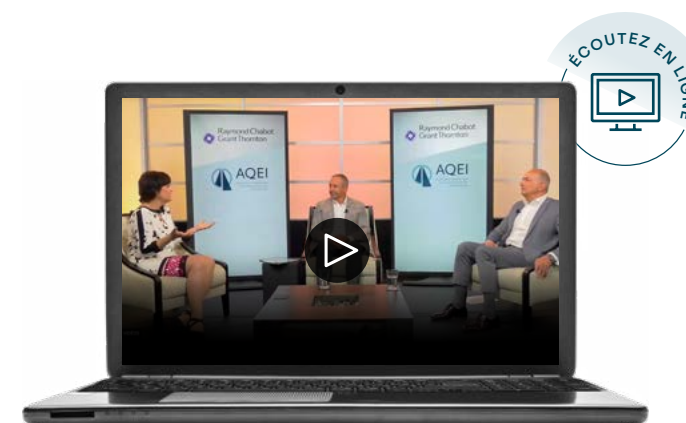 ÉCOUTEZ EN LIGNE
Raymond Chabot
Grant Thornton
AQEI
Raymond Chabot
Grant Thornton
AQEI